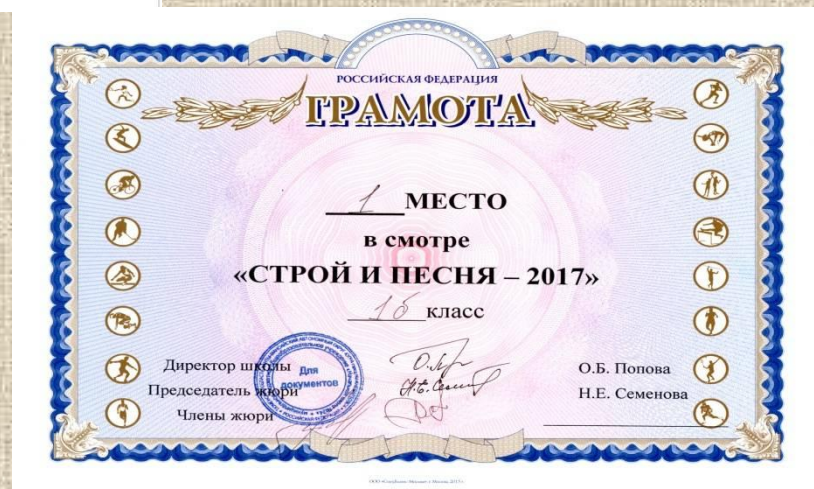 РОССИЙСКАЯ ФЕДЕРАЦИЯ
ГРАМОТА
1 МЕСТО
в смотре
«СТРОЙ И ПЕСНЯ – 2017»
1б класс
Директор школы О.Б. Попова
Председатель жюри Н.Е. Семенова
Члены жюри
Для
документов